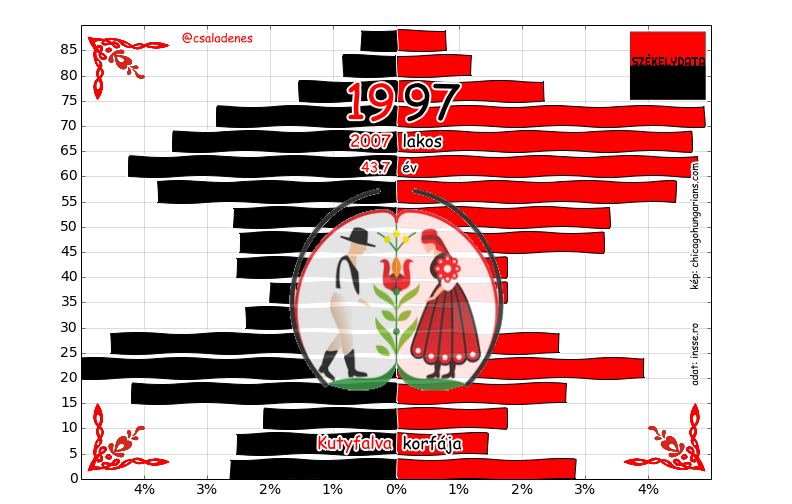 @csaladenes
SZÉKELYDATA
1997
2007 lakos
43.7 év
85
80
75
70
65
60
55
50
45
40
35
30
25
20
15
10
5
0
kép: chicagohungarians.com
adat: insse.ro
Kutyfalva korfája
4% 3% 2% 1% 0% 1% 2% 3% 4%